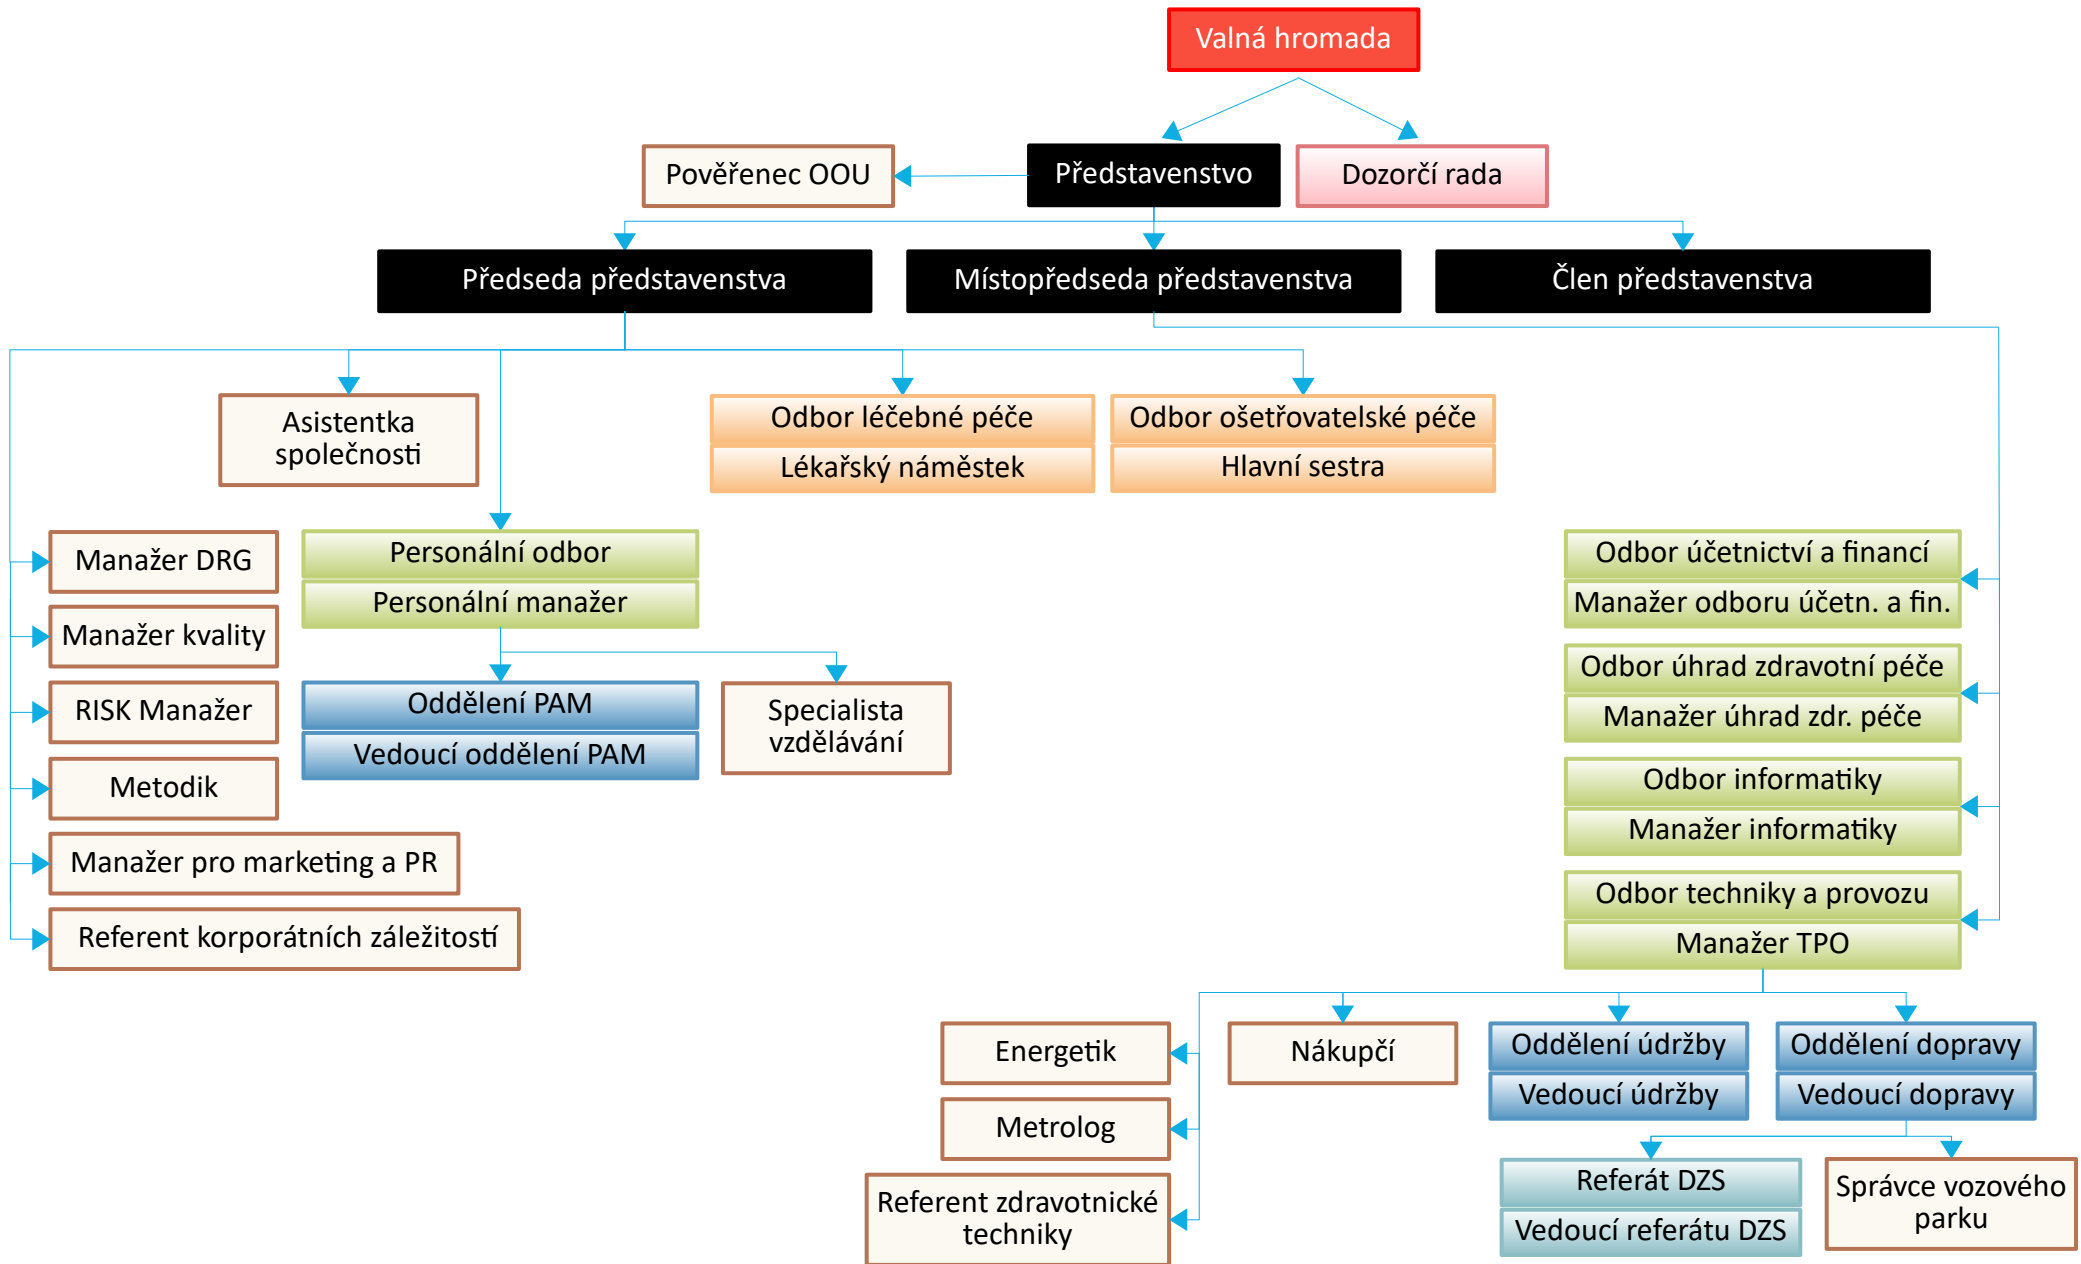 Valná hromada
Pověřenec OOU
Představenstvo
Dozorčí rada
Předseda představenstva
Místopředseda představenstva
Člen představenstva
Asistentka
společnosti
Odbor léčebné péče
Lékařský náměstek
Odbor ošetřovatelské péče
Hlavní sestra
Manažer DRG
Manažer kvality
RISK Manažer
Metodik
Manažer pro marketing a PR
Referent korporátních záležitostí
Personální odbor
Personální manažer
Oddělení PAM
Vedoucí oddělení PAM
Specialista
vzdělávání
Odbor účetnictví a financí
Manažer odboru účetn. a fin.
Odbor úhrad zdravotní péče
Manažer úhrad zdr. péče
Odbor informatiky
Manažer informatiky
Odbor techniky a provozu
Manažer TPO
Energetik
Metrolog
Referent zdravotnické
techniky
Nákupčí
Oddělení údržby
Vedoucí údržby
Oddělení dopravy
Vedoucí dopravy
Referát DZS
Vedoucí referátu DZS
Správce vozového
parku